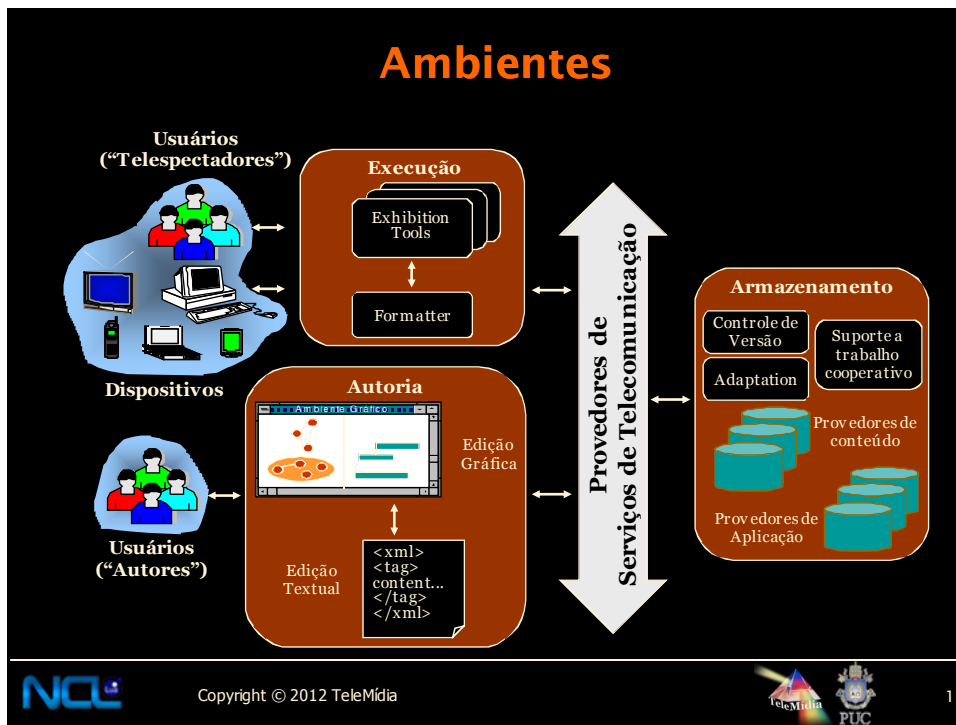 Ambientes
Usuários
(“Telespectadores”)
Execução
Exhibition
Tools
Formatter
Dispositivos
Autoria
Ambiente Gráfico
Edição
Gráfica
Usuários
(“Autores”)
Edição
Textual
<xml>
<tag>
content...
</tag>
</xml>
Provedores de
Serviços de Telecomunicação
Armazenamento
Controle de
Versão
Suporte a
trabalho
cooperativo
Adaptation
Provedores de
conteúdo
Provedores de
Aplicação
NCL
Copyright © 2012 TeleMídia
TeleMídia
PUC
1